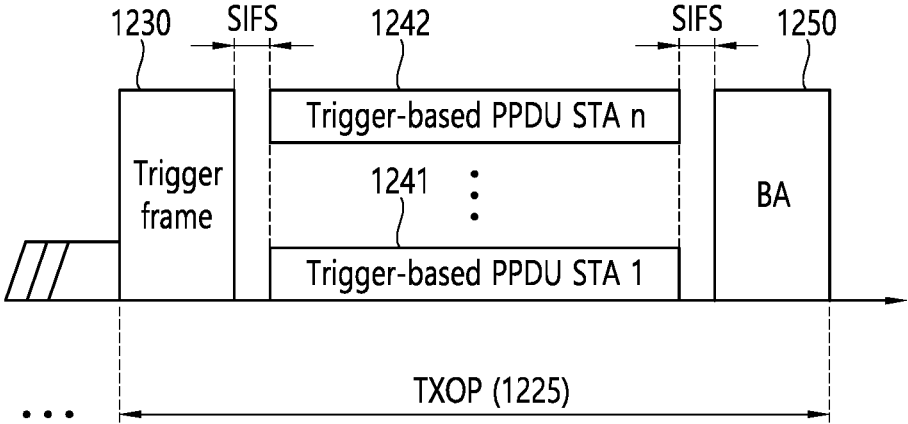 SIFS
SIFS
1230
1242
1250
Trigger-based PPDU STA n
Trigger
frame
1241
BA
Trigger-based PPDU STA 1
TXOP (1225)